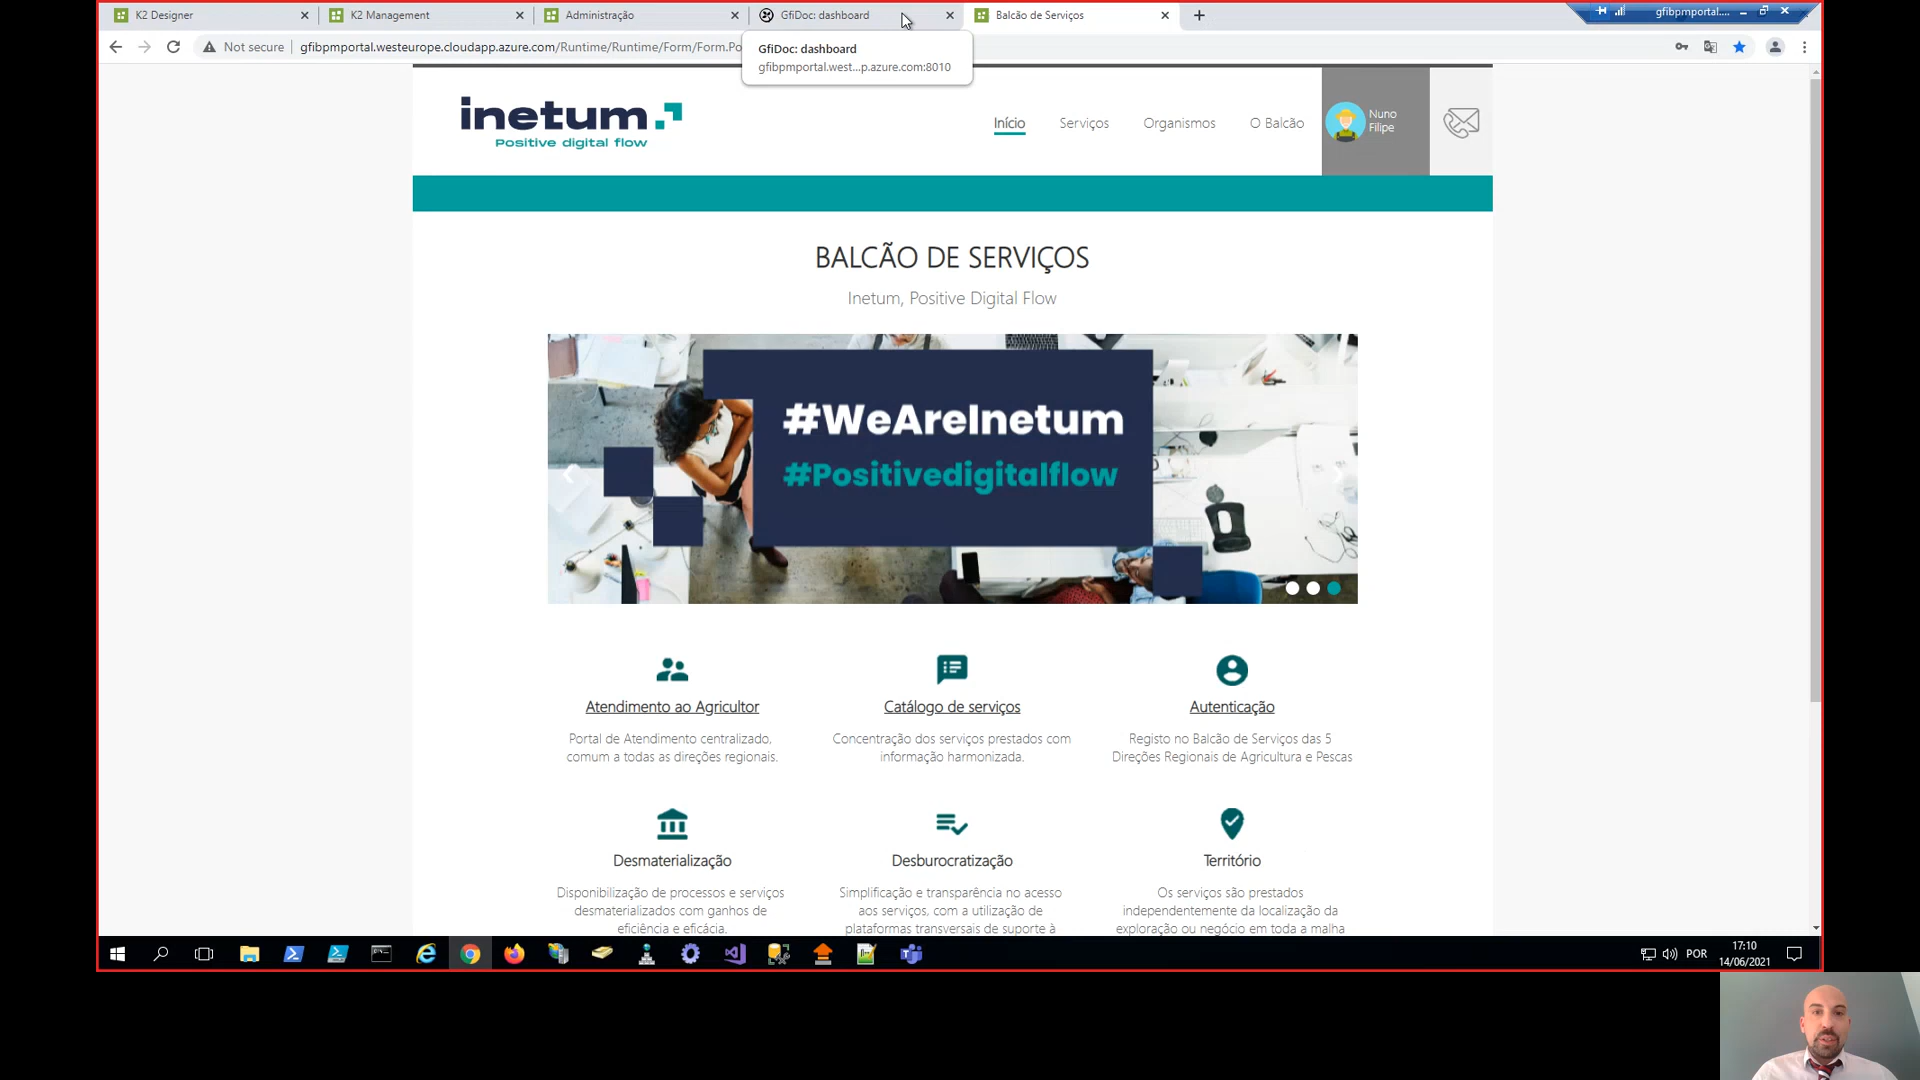 K2 Designer
K2 Management
Administração
GfiDoc: dashboard
Balcão de Serviços
gfibpmportal....
Not secure
gfibpmportal.westeurope.cloudapp.azure.com/Runtime/Runtime/Form/Form.Po
GfiDoc: dashboard
gfibpmportal.west...p.azure.com:8010
inetum
Positive digital flow
Início
Serviços
Organismos
O Balcão
Nuno
Filipe
BALCÃO DE SERVIÇOS
Inetum, Positive Digital Flow
#WeAreInetum
#Positivedigitalflow
Atendimento ao Agricultor
Portal de Atendimento centralizado,
comum a todas as direções regionais.
Catálogo de serviços
Concentração dos serviços prestados com
informação harmonizada.
Autenticação
Registo no Balcão de Serviços das 5
Direções Regionais de Agricultura e Pescas
Desmaterialização
Disponibilização de processos e serviços
desmaterializados com ganhos de
eficiência e eficácia.
Desburocratização
Simplificação e transparência no acesso
aos serviços, com a utilização de
plataformas transversais de suporte à
Território
Os serviços são prestados
independentemente da localização da
exploração ou negócio em toda a malha
POR
17:10
14/06/2021